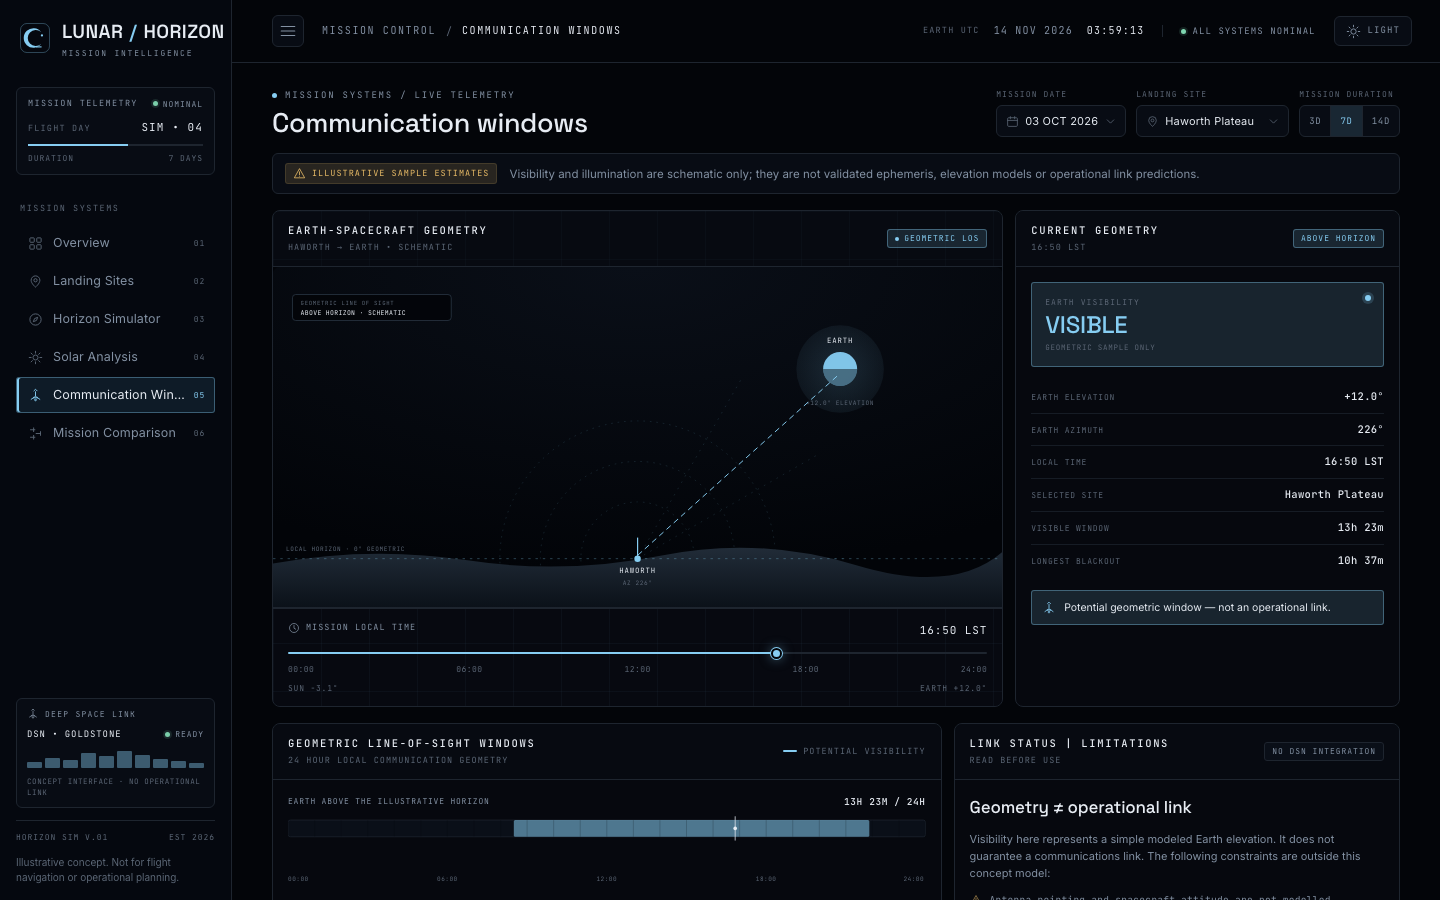 LUNAR / HORIZON
MISSION INTELLIGENCE
MISSION TELEMETRY
NOMINAL
FLIGHT DAY
SIM • 04
DURATION
7 DAYS
MISSION SYSTEMS
Overview 01
Landing Sites 02
Horizon Simulator 03
Solar Analysis 04
Communication Win... 05
Mission Comparison 06
DEEP SPACE LINK
DSN • GOLDSTONE
READY
CONCEPT INTERFACE · NO OPERATIONAL
LINK
HORIZON SIM V.01
EST 2026
Illustrative concept. Not for flight
navigation or operational planning.
MISSION CONTROL / COMMUNICATION WINDOWS
EARTH UTC 14 NOV 2026 03:59:13
ALL SYSTEMS NOMINAL
LIGHT
MISSION SYSTEMS / LIVE TELEMETRY
Communication windows
MISSION DATE
03 OCT 2026
LANDING SITE
Haworth Plateau
MISSION DURATION
3D 7D 14D
ILLUSTRATIVE SAMPLE ESTIMATES
Visibility and illumination are schematic only; they are not validated ephemeris, elevation models or operational link predictions.
EARTH-SPACECRAFT GEOMETRY
HAWORTH → EARTH • SCHEMATIC
GEOMETRIC LOS
GEOMETRIC LINE OF SIGHT
ABOVE HORIZON · SCHEMATIC
EARTH
12.0° ELEVATION
LOCAL HORIZON · 0° GEOMETRIC
HAWORTH
AZ 226°
MISSION LOCAL TIME
16:50 LST
00:00 06:00 12:00 18:00 24:00
SUN -3.1°
EARTH +12.0°
CURRENT GEOMETRY
16:50 LST
ABOVE HORIZON
EARTH VISIBILITY
VISIBLE
GEOMETRIC SAMPLE ONLY
EARTH ELEVATION +12.0°
EARTH AZIMUTH 226°
LOCAL TIME 16:50 LST
SELECTED SITE Haworth Plateau
VISIBLE WINDOW 13h 23m
LONGEST BLACKOUT 10h 37m
Potential geometric window — not an operational link.
GEOMETRIC LINE-OF-SIGHT WINDOWS
24 HOUR LOCAL COMMUNICATION GEOMETRY
POTENTIAL VISIBILITY
EARTH ABOVE THE ILLUSTRATIVE HORIZON
13H 23M / 24H
00:00 06:00 12:00 18:00 24:00
LINK STATUS | LIMITATIONS
READ BEFORE USE
NO DSN INTEGRATION
Geometry ≠ operational link
Visibility here represents a simple modeled Earth elevation. It does not
guarantee a communications link. The following constraints are outside this
concept model:
Antenna pointing and spacecraft attitude are not modelled